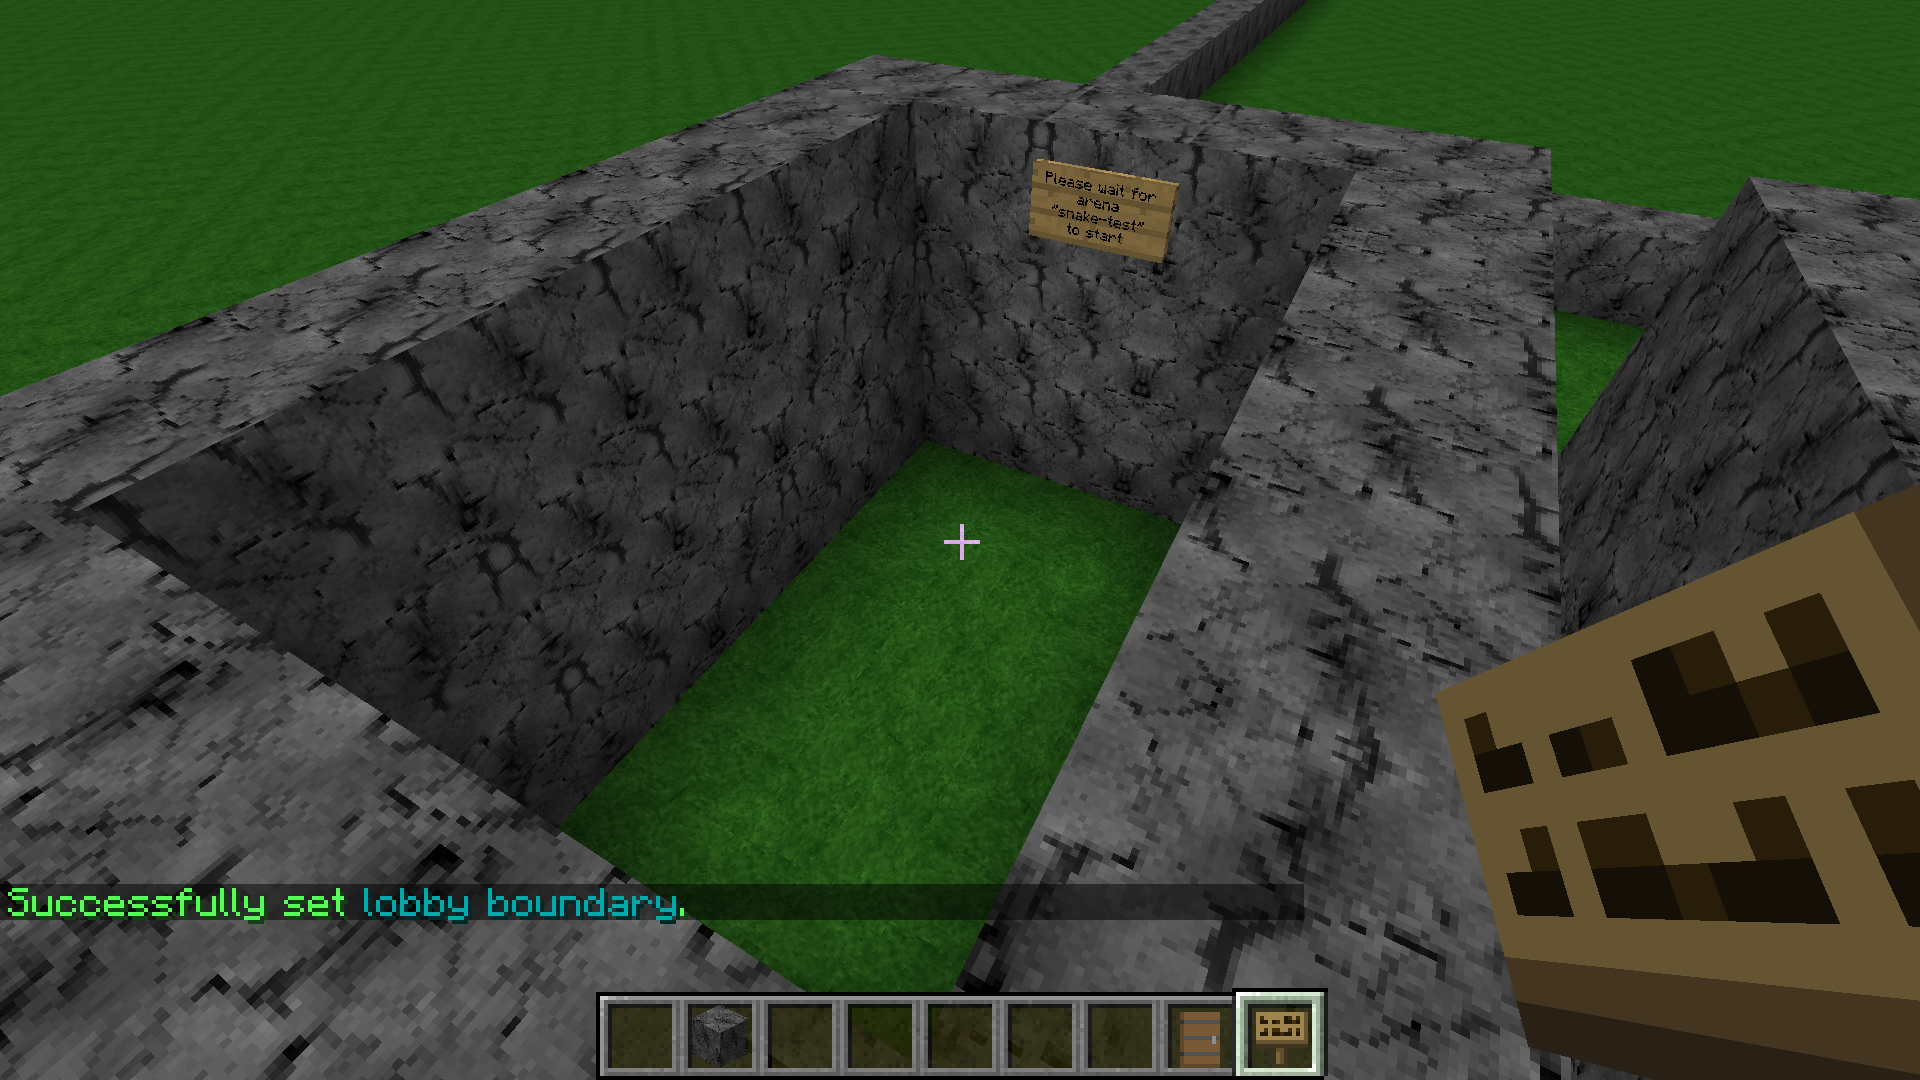 Please wait for
arena
"snake-test"
to start
Successfully set lobby boundary.